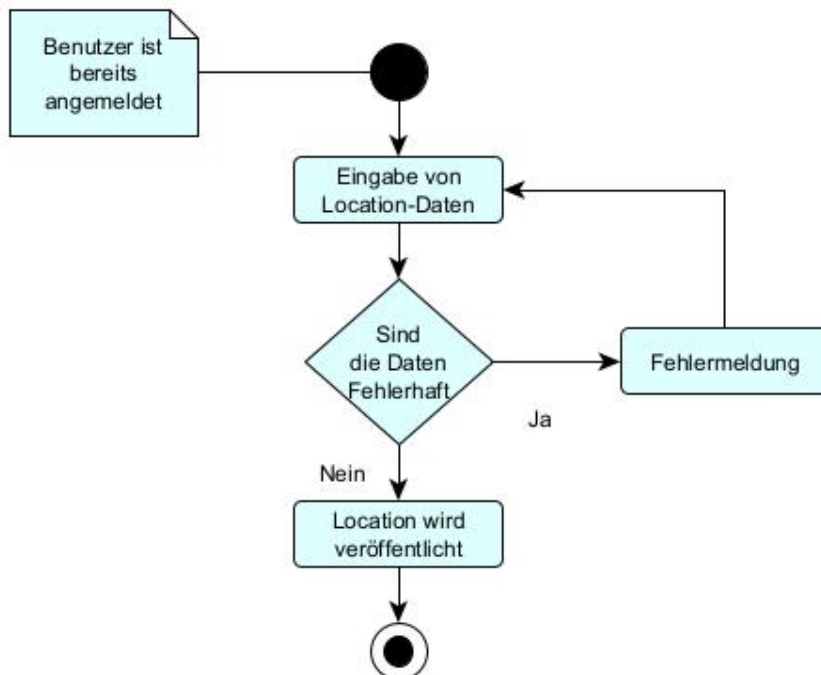 Benutzer ist
bereits
angemeldet
Eingabe von
Location-Daten
Sind
die Daten
Fehlerhaft
Fehlermeldung
Ja
Nein
Location wird
veröffentlicht